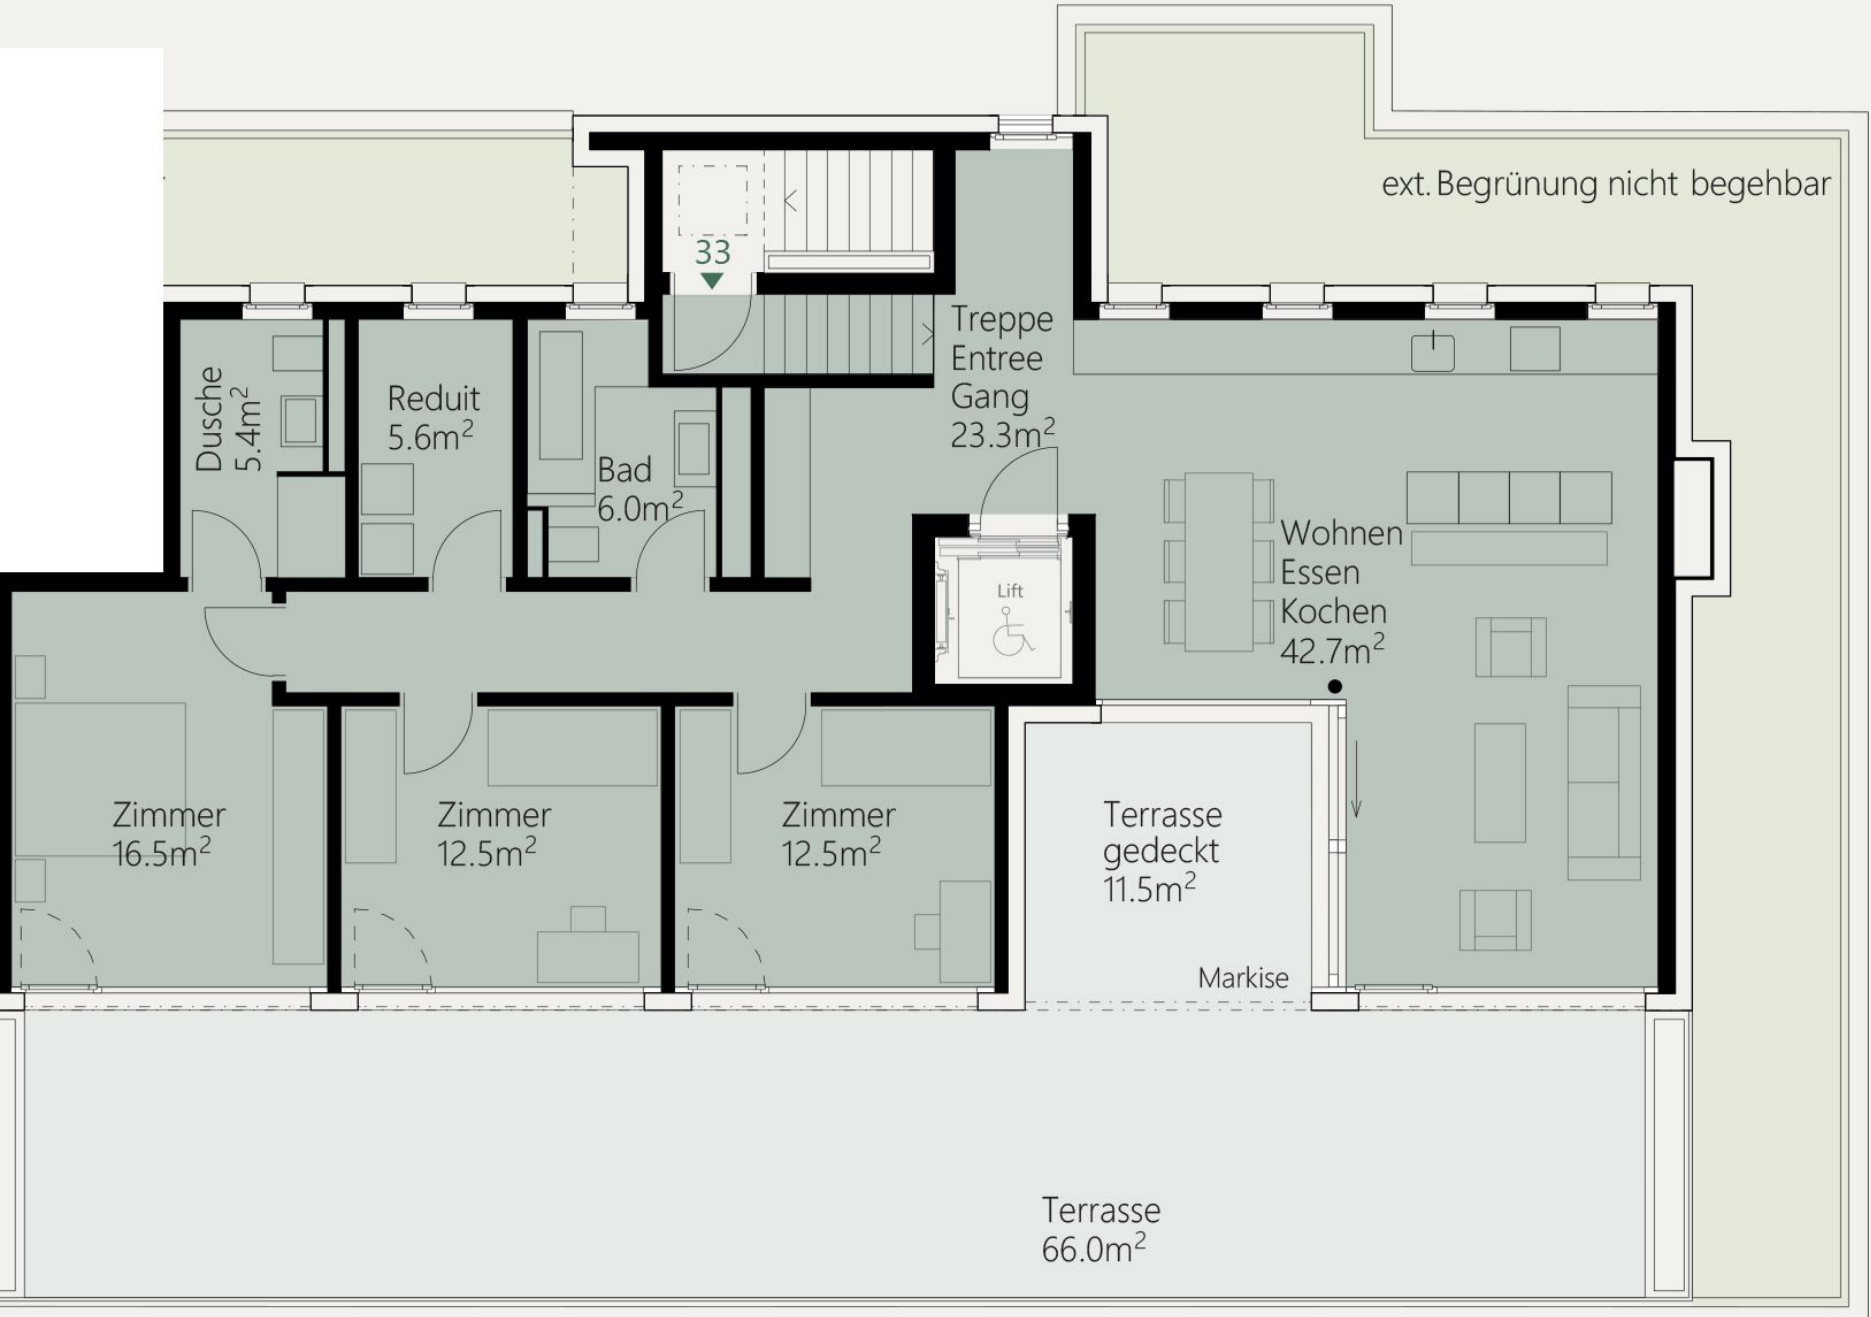 ext. Begrünung nicht begehbar
33
Treppe
Entree
Gang
23.3m²
Dusche
5.4m²
Reduit
5.6m²
Bad
6.0m²
Wohnen
Essen
Kochen
42.7m²
Lift
Zimmer
16.5m²
Zimmer
12.5m²
Zimmer
12.5m²
Terrasse
gedeckt
11.5m²
Markise
Terrasse
66.0m²